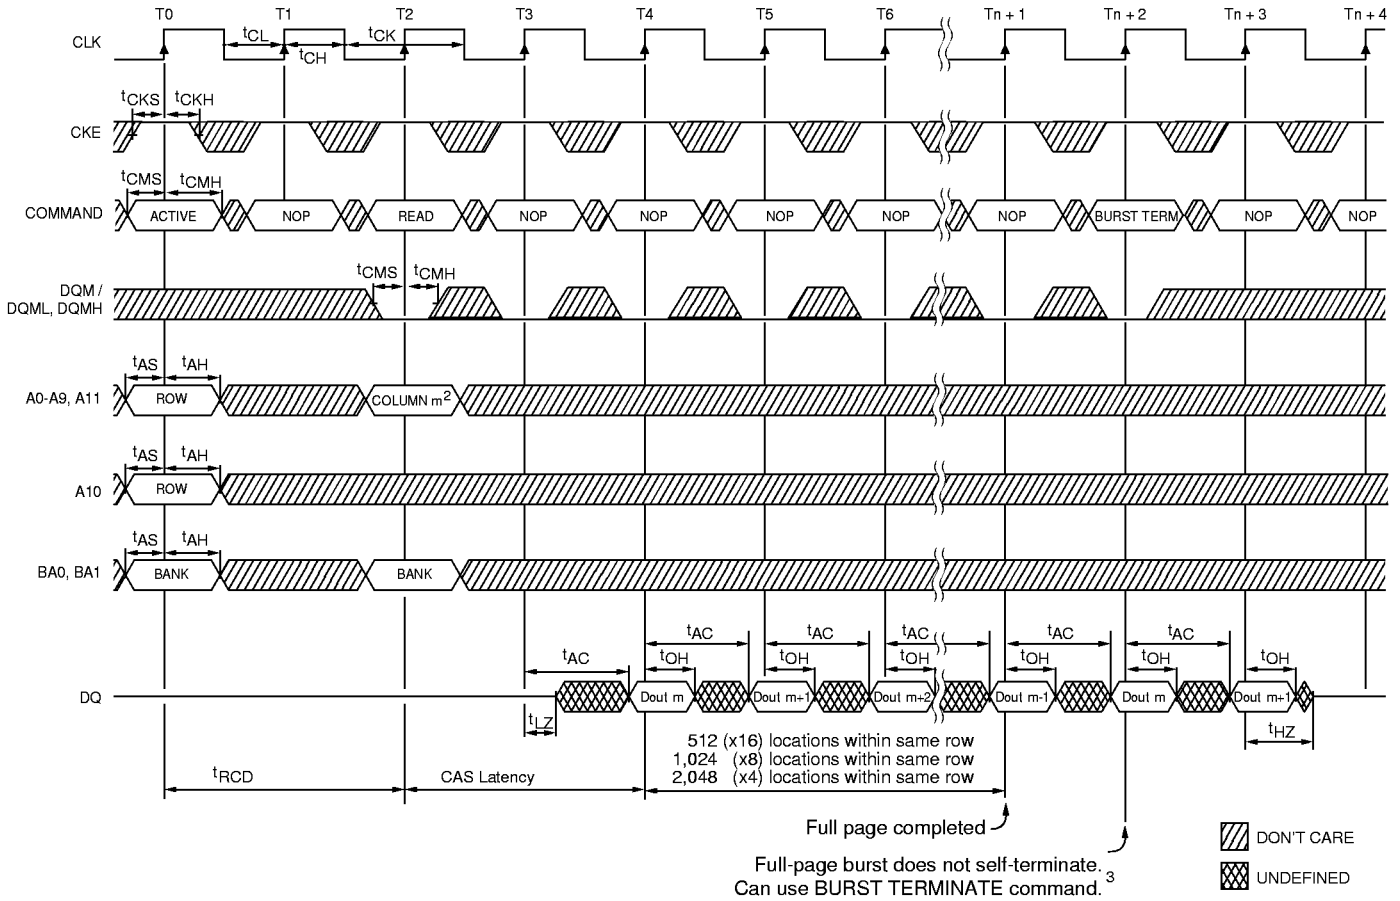 T0 T1 T2 T3 T4 T5 T6 Tn + 1 Tn + 2 Tn + 3 Tn + 4
CLK tCL tCH tCK
tCKS tCKH
CKE
tCMS tCMH
COMMAND ACTIVE NOP READ NOP NOP NOP NOP NOP BURST TERM NOP NOP
tCMS tCMH
DQM /
DQML, DQMH
tAS tAH
A0-A9, A11 ROW COLUMN m2
tAS tAH
A10 ROW
tAS tAH
BA0, BA1 BANK BANK
tAC tAC tAC tAC tAC
tAC tOH tOH tOH tOH tOH tOH
DQ Dout m Dout m+1 Dout m+2 Dout m-1 Dout m Dout m+1
tLZ tHZ
512 (x16) locations within same row
1,024 (x8) locations within same row
2,048 (x4) locations within same row
tRCD CAS Latency
Full page completed
Full-page burst does not self-terminate.
Can use BURST TERMINATE command. 3
DON'T CARE
UNDEFINED